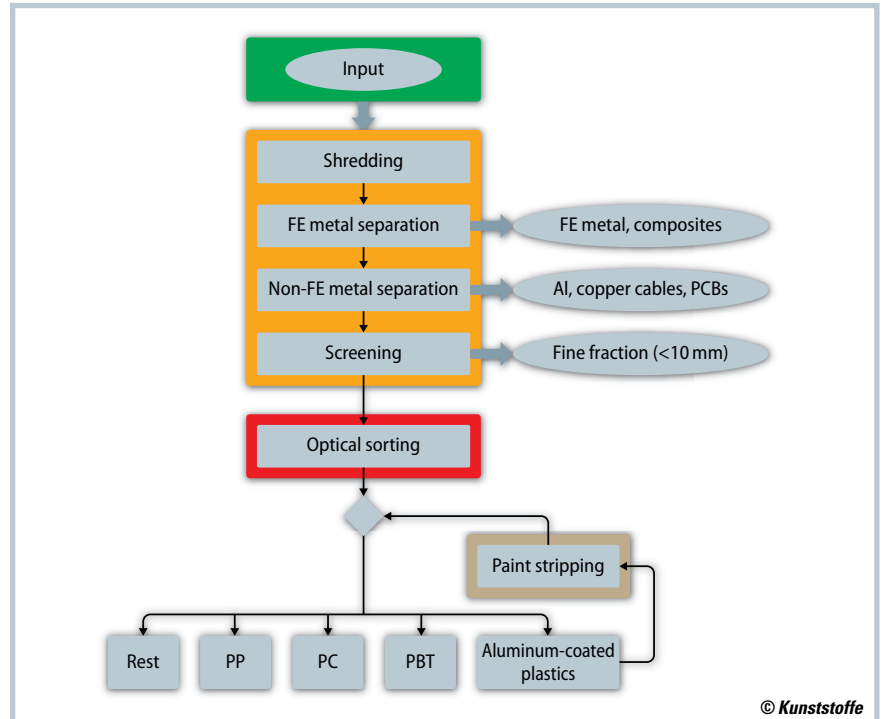 Input
Shredding
FE metal separation
FE metal, composites
Non-FE metal separation
Al, copper cables, PCBs
Screening
Fine fraction (<10 mm)
Optical sorting
Paint stripping
Rest
PP
PC
PBT
Aluminum-coated
plastics
© Kunststoffe